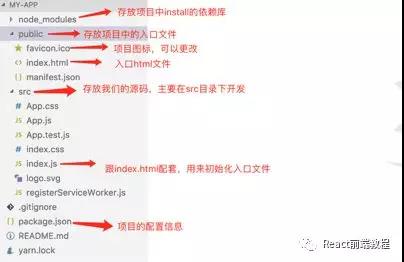 MY-APP
node_modules 存放项目中install的依赖库
public 存放项目中的入口文件
favicon.ico 项目图标，可以更改
index.html 入口html文件
manifest.json
src 存放我们的源码，主要在src目录下开发
App.css
App.js
App.test.js
index.css
index.js 跟index.html配套，用来初始化入口文件
logo.svg
registerServiceWorker.js
.gitignore
package.json 项目的配置信息
README.md
yarn.lock
React前端教程